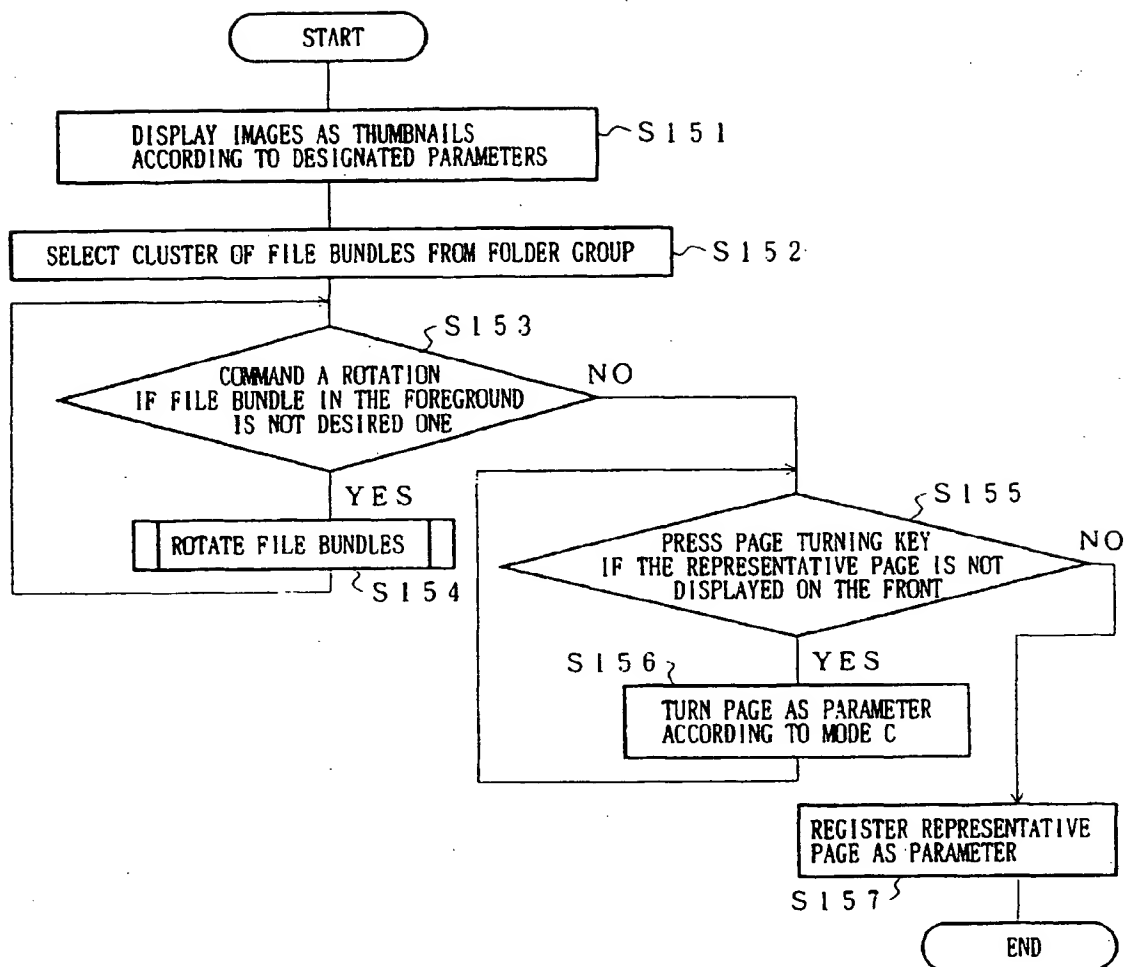 START
DISPLAY IMAGES AS THUMBNAILS
ACCORDING TO DESIGNATED PARAMETERS
S151
SELECT CLUSTER OF FILE BUNDLES FROM FOLDER GROUP
S152
S153
COMMAND A ROTATION
IF FILE BUNDLE IN THE FOREGROUND
IS NOT DESIRED ONE
NO
YES
ROTATE FILE BUNDLES
S154
S155
PRESS PAGE TURNING KEY
IF THE REPRESENTATIVE PAGE IS NOT
DISPLAYED ON THE FRONT
NO
YES
S156
TURN PAGE AS PARAMETER
ACCORDING TO MODE C
REGISTER REPRESENTATIVE
PAGE AS PARAMETER
S157
END